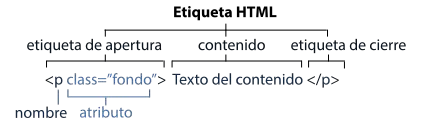 Etiqueta HTML
etiqueta de apertura contenido etiqueta de cierre
<p class="fondo"> Texto del contenido </p>
nombre atributo